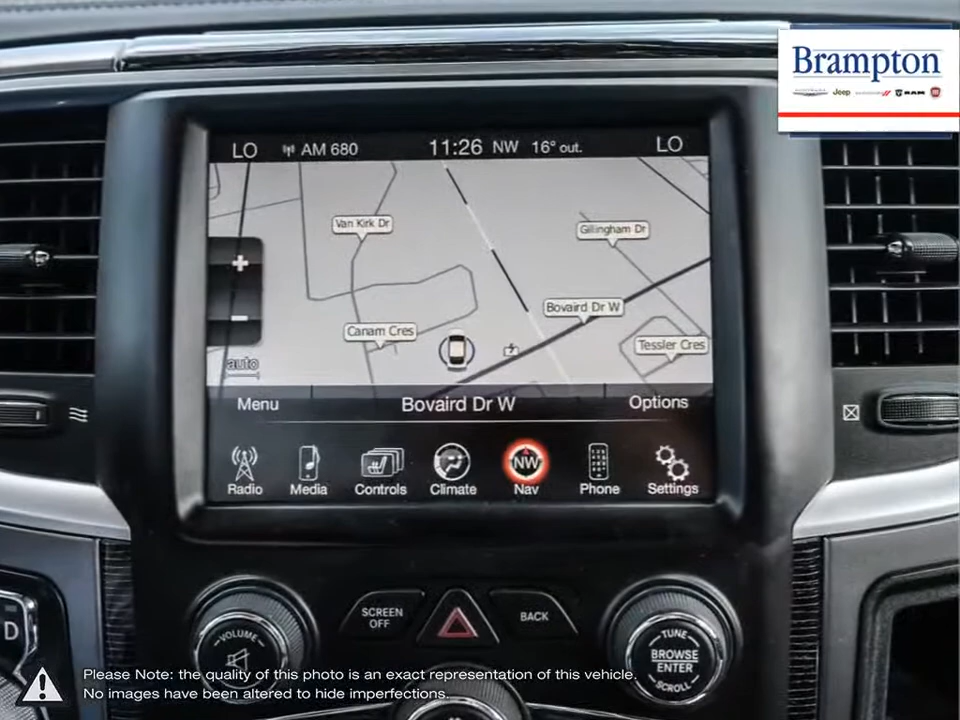 Brampton
Jeep RAM
LO AM 680 11:26 NW 16° out. LO
Van Kirk Dr
Gillingham Dr
Bovaird Dr W
Canam Cres
Tessler Cres
auto
Menu Bovaird Dr W Options
NW
Radio Media Controls Climate Nav Phone Settings
SCREEN
OFF
BACK
VOLUME
TUNE
BROWSE
ENTER
SCROLL
D
Please Note: the quality of this photo is an exact representation of this vehicle.
No images have been altered to hide imperfections.